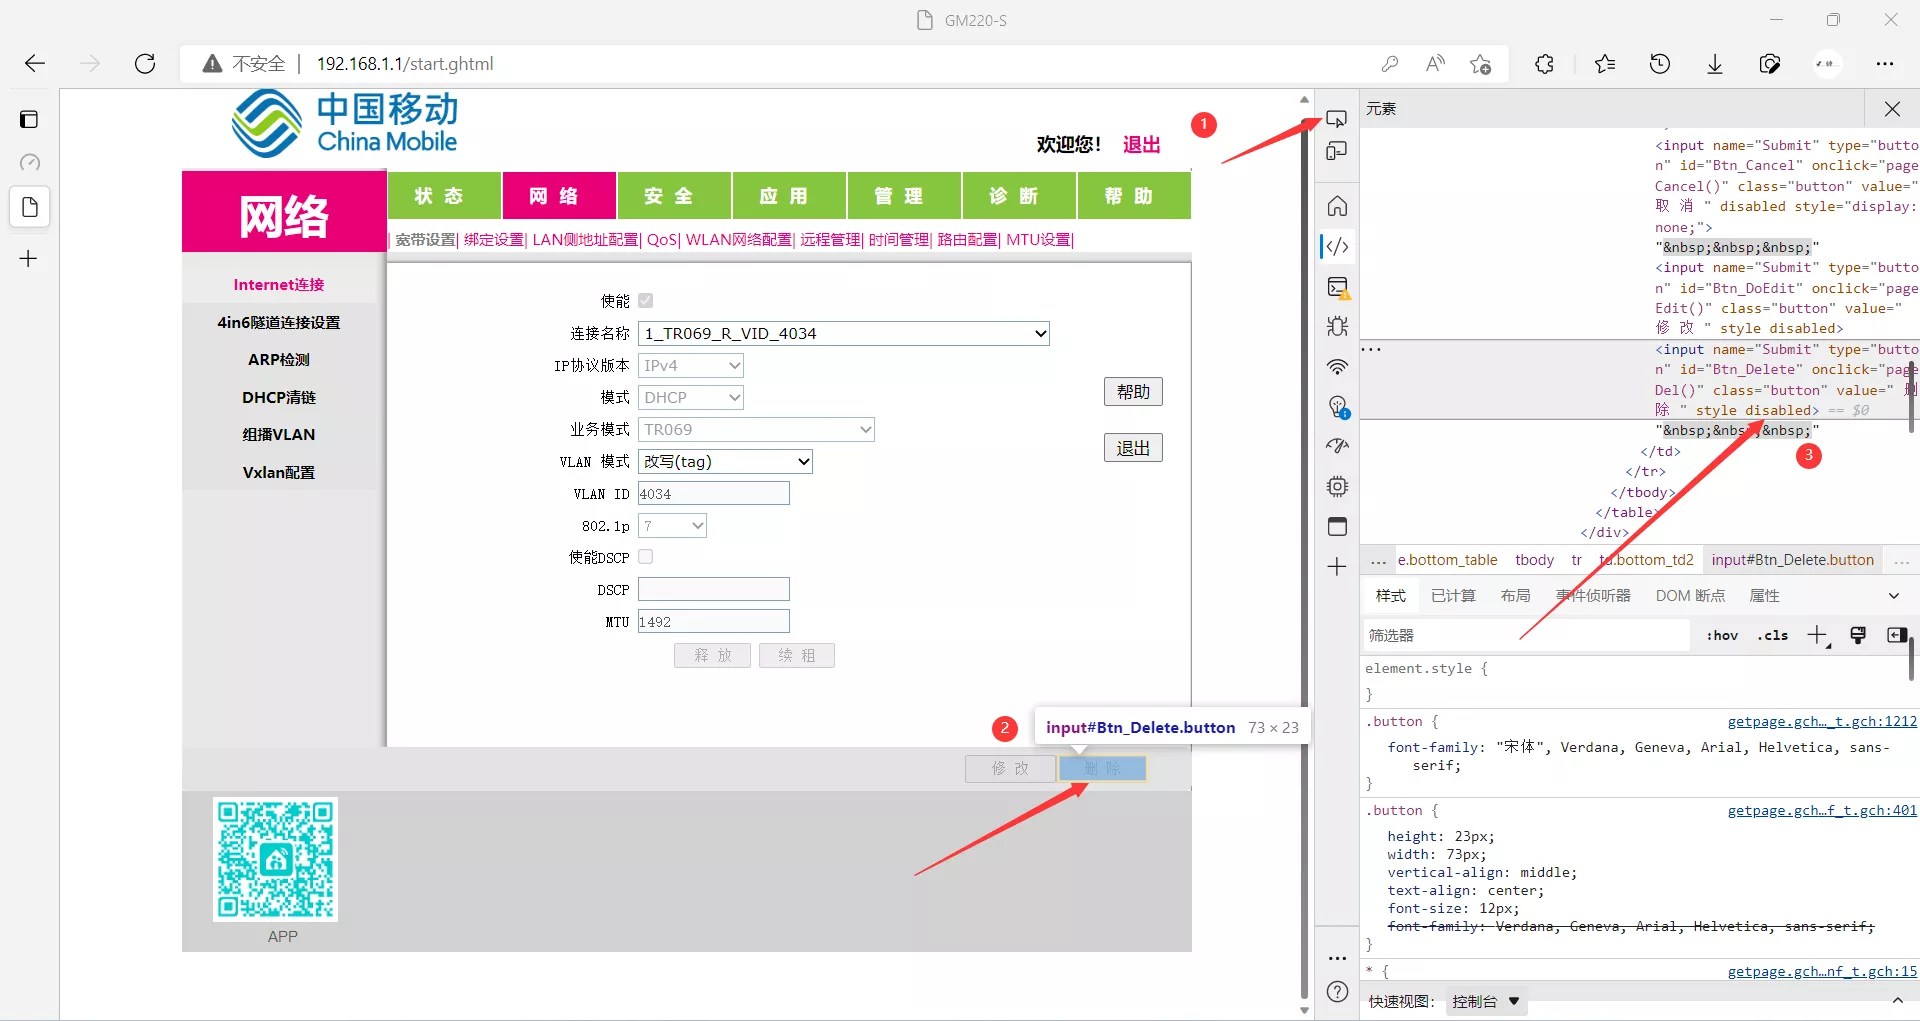 GM220-S
不安全 | 192.168.1.1/start.ghtml
中国移动
China Mobile
欢迎您！ 退出
1
网络
状 态
网 络
安 全
应 用
管 理
诊 断
帮 助
| 宽带设置| 绑定设置| LAN侧地址配置| QoS| WLAN网络配置| 远程管理| 时间管理| 路由配置| MTU设置|
Internet连接
4in6隧道连接设置
ARP检测
DHCP清链
组播VLAN
Vxlan配置
使能
连接名称 1_TR069_R_VID_4034
IP协议版本 IPv4
模式 DHCP
业务模式 TR069
VLAN 模式 改写(tag)
VLAN ID 4034
802.1p 7
使能DSCP
DSCP
MTU 1492
释 放 续 租
帮助
退出
2
input#Btn_Delete.button 73 × 23
修 改 删 除
APP
元素
<input name="Submit" type="butto
n" id="Btn_Cancel" onclick="page
Cancel()" class="button" value="
取 消 " disabled style="display:
none;">
"&nbsp;&nbsp;&nbsp;"
<input name="Submit" type="butto
n" id="Btn_DoEdit" onclick="page
Edit()" class="button" value="
修 改 " style disabled>
<input name="Submit" type="butto
n" id="Btn_Delete" onclick="page
Del()" class="button" value=" 删
除 " style disabled> == $0
"&nbsp;&nbsp;&nbsp;"
</td>
</tr>
</tbody>
</table>
</div>
3
... e.bottom_table tbody tr td.bottom_td2 input#Btn_Delete.button ...
样式 已计算 布局 事件侦听器 DOM 断点 属性
筛选器 :hov .cls
element.style {
}
.button { getpage.gch…_t.gch:1212
font-family: "宋体", Verdana, Geneva, Arial, Helvetica, sans-
serif;
}
.button { getpage.gch…f_t.gch:401
height: 23px;
width: 73px;
vertical-align: middle;
text-align: center;
font-size: 12px;
font-family: Verdana, Geneva, Arial, Helvetica, sans-serif;
}
* { getpage.gch…nf_t.gch:15
快速视图: 控制台